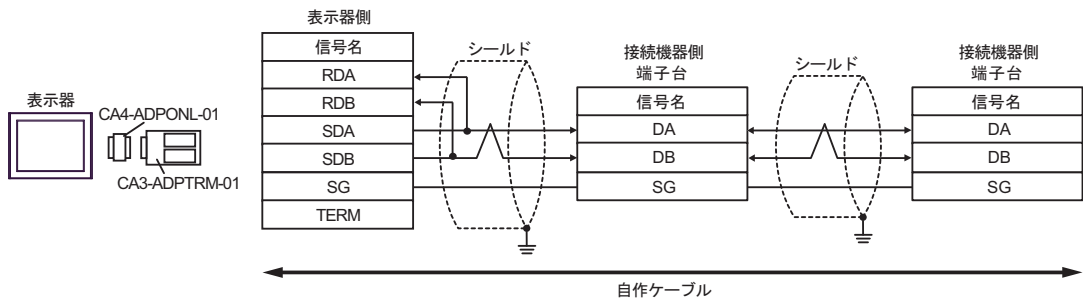 表示器
CA4-ADPONL-01
CA3-ADPTRM-01
表示器側
信号名
RDA
RDB
SDA
SDB
SG
TERM
シールド
接続機器側
端子台
信号名
DA
DB
SG
シールド
接続機器側
端子台
信号名
DA
DB
SG
自作ケーブル